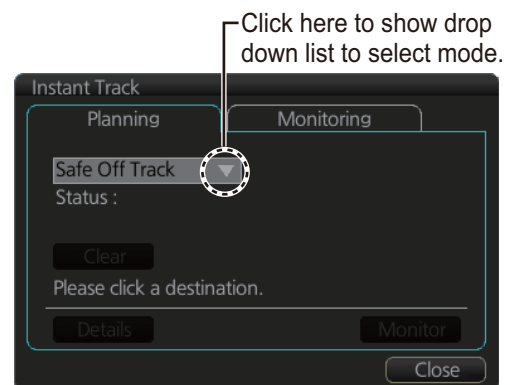 Click here to show drop
down list to select mode.
Instant Track
Planning
Monitoring
Safe Off Track
Status :
Clear
Please click a destination.
Details
Monitor
Close